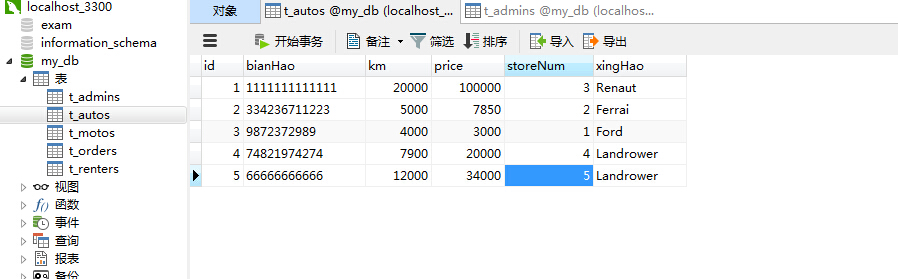 localhost_3300
exam
information_schema
my_db
表
t_admins
t_autos
t_motos
t_orders
t_renters
视图
f() 函数
事件
查询
报表
备份
对象
t_autos @my_db (localhost_...
t_admins @my_db (localhos...
开始事务 备注 筛选 排序 导入 导出
id bianHao km price storeNum xingHao
1 1111111111111 20000 100000 3 Renaut
2 334236711223 5000 7850 2 Ferrai
3 9872372989 4000 3000 1 Ford
4 74821974274 7900 20000 4 Landrower
5 66666666666 12000 34000 5 Landrower